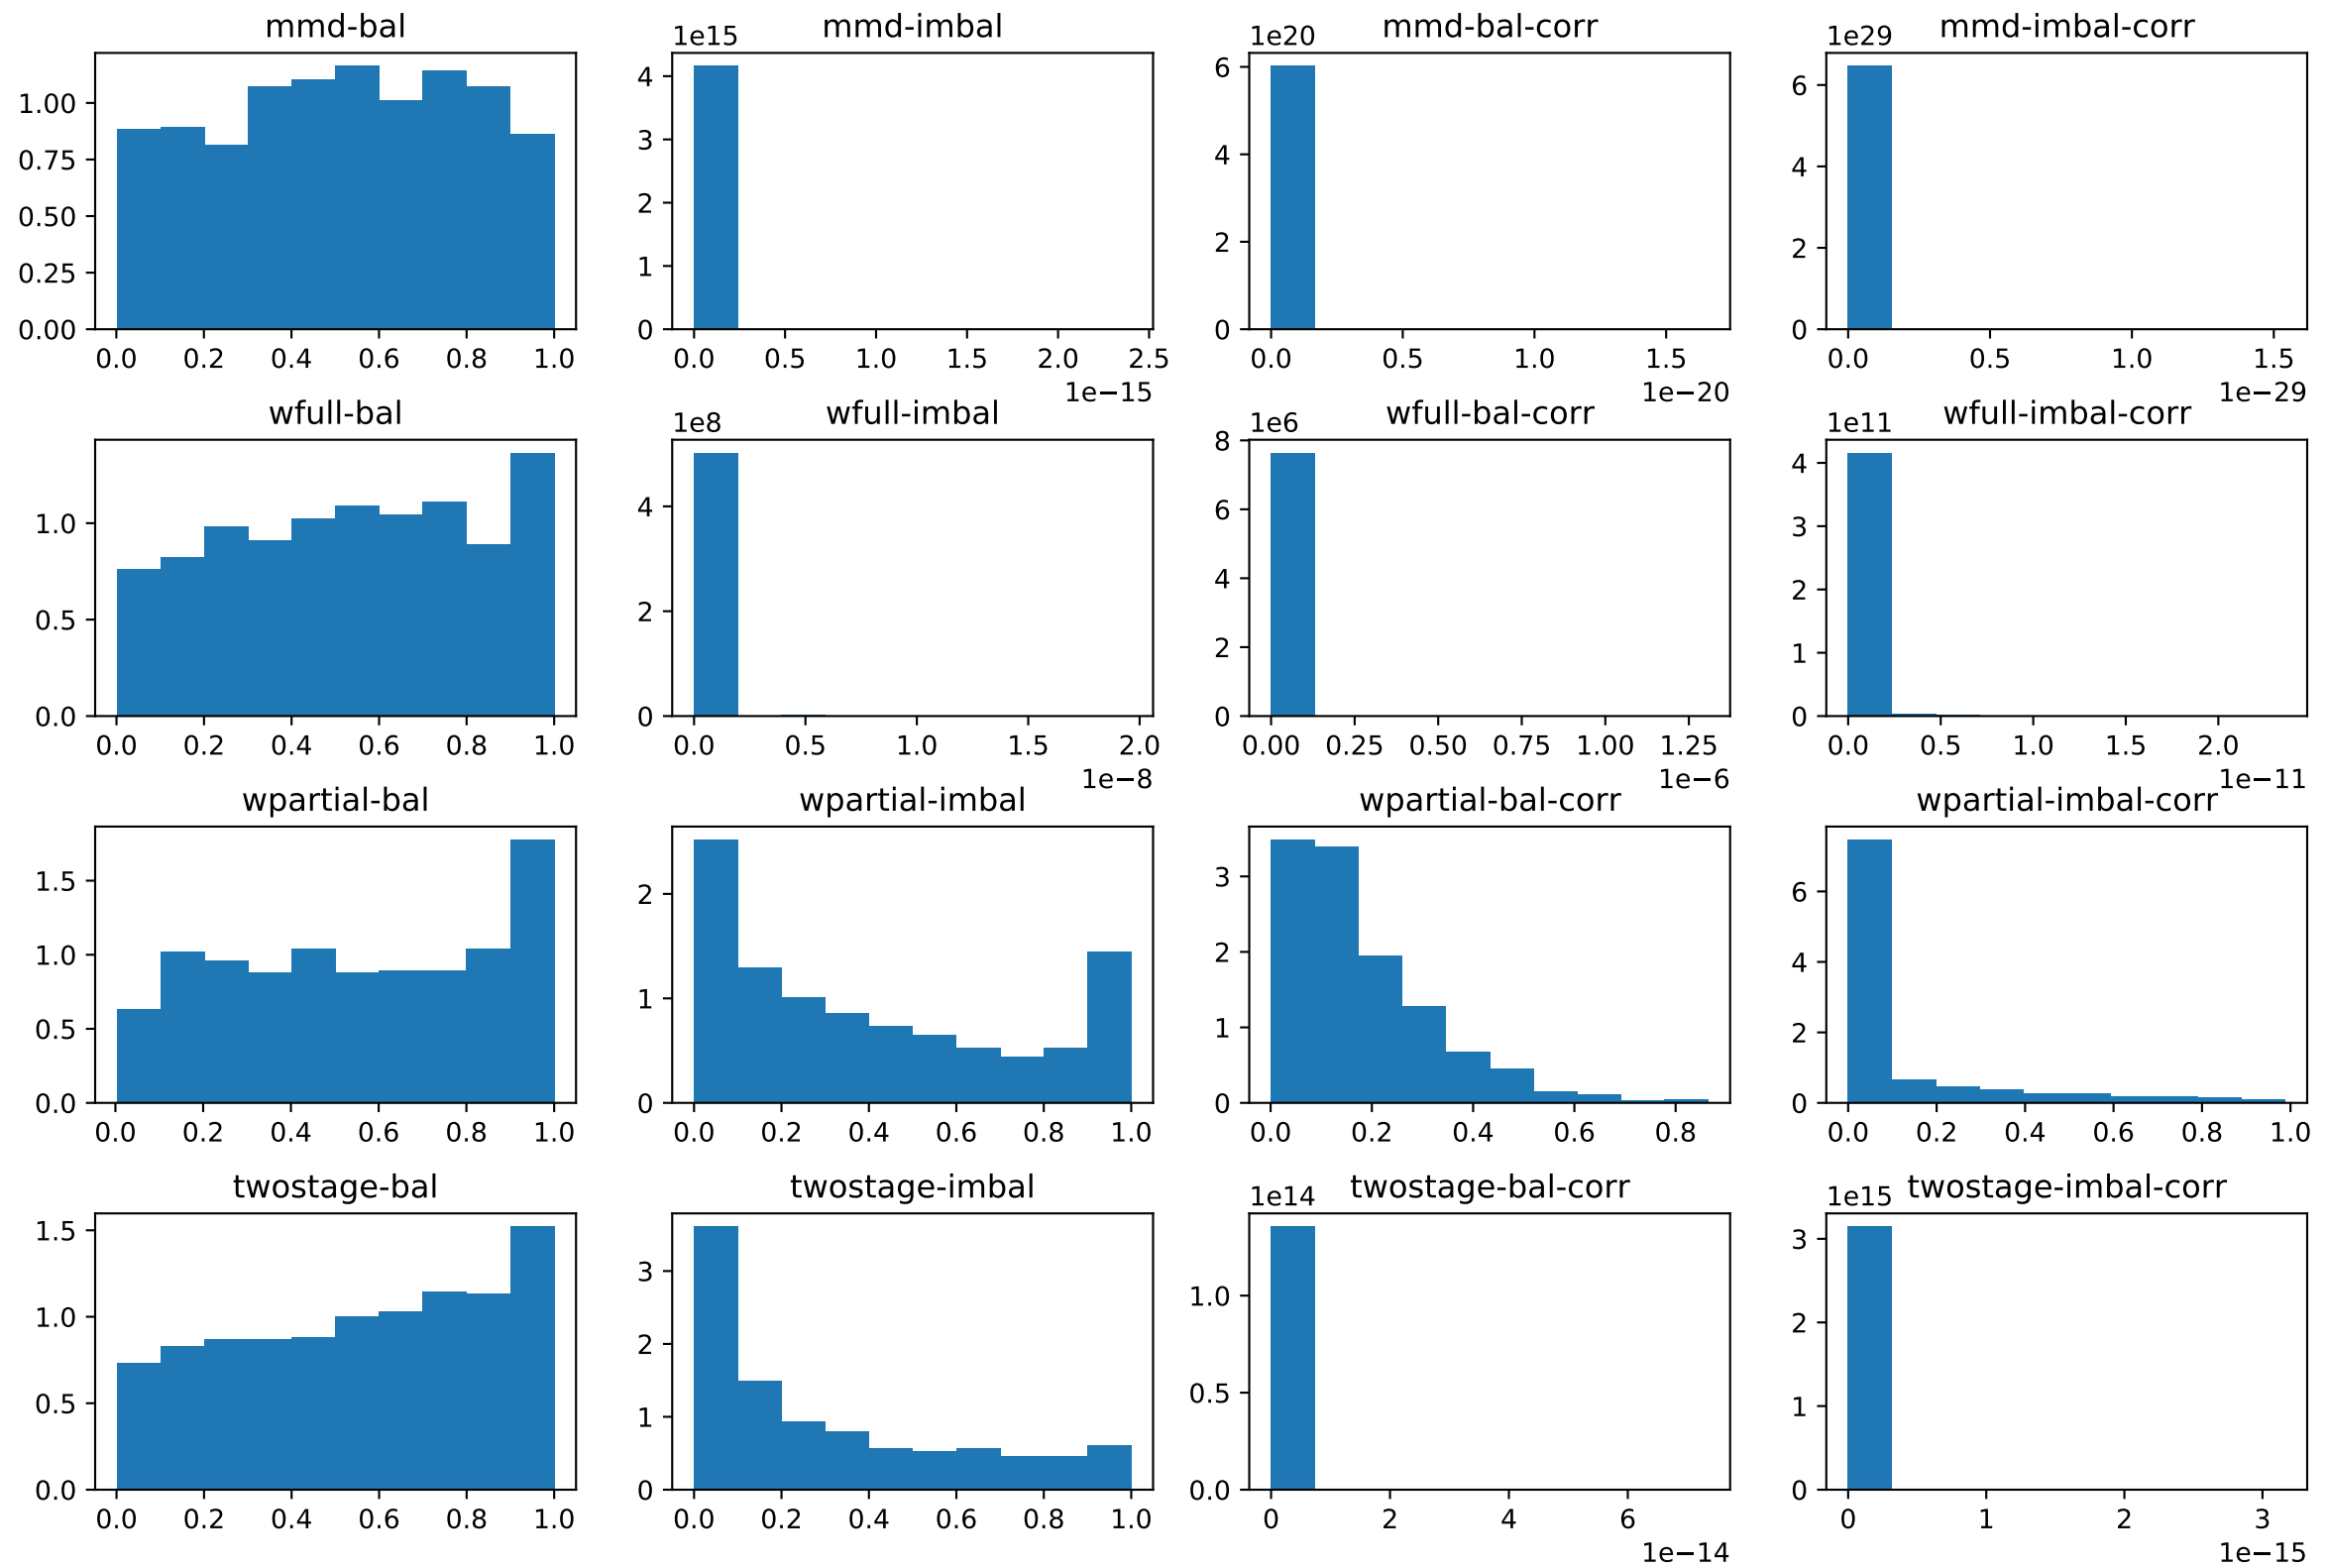 mmd-bal
1.00
0.75
0.50
0.25
0.00
0.0 0.2 0.4 0.6 0.8 1.0
mmd-imbal
1e15
4
3
2
1
0
0.0 0.5 1.0 1.5 2.0 2.5
1e−15
mmd-bal-corr
1e20
6
4
2
0
0.0 0.5 1.0 1.5
1e−20
mmd-imbal-corr
1e29
6
4
2
0
0.0 0.5 1.0 1.5
1e−29
wfull-bal
1.0
0.5
0.0
0.0 0.2 0.4 0.6 0.8 1.0
wfull-imbal
1e8
4
2
0
0.0 0.5 1.0 1.5 2.0
1e−8
wfull-bal-corr
1e6
8
6
4
2
0
0.00 0.25 0.50 0.75 1.00 1.25
1e−6
wfull-imbal-corr
1e11
4
3
2
1
0
0.0 0.5 1.0 1.5 2.0
1e−11
wpartial-bal
1.5
1.0
0.5
0.0
0.0 0.2 0.4 0.6 0.8 1.0
wpartial-imbal
2
1
0
0.0 0.2 0.4 0.6 0.8 1.0
wpartial-bal-corr
3
2
1
0
0.0 0.2 0.4 0.6 0.8
wpartial-imbal-corr
6
4
2
0
0.0 0.2 0.4 0.6 0.8 1.0
twostage-bal
1.5
1.0
0.5
0.0
0.0 0.2 0.4 0.6 0.8 1.0
twostage-imbal
3
2
1
0
0.0 0.2 0.4 0.6 0.8 1.0
twostage-bal-corr
1e14
1.0
0.5
0.0
0 2 4 6
1e−14
twostage-imbal-corr
1e15
3
2
1
0
0 1 2 3
1e−15